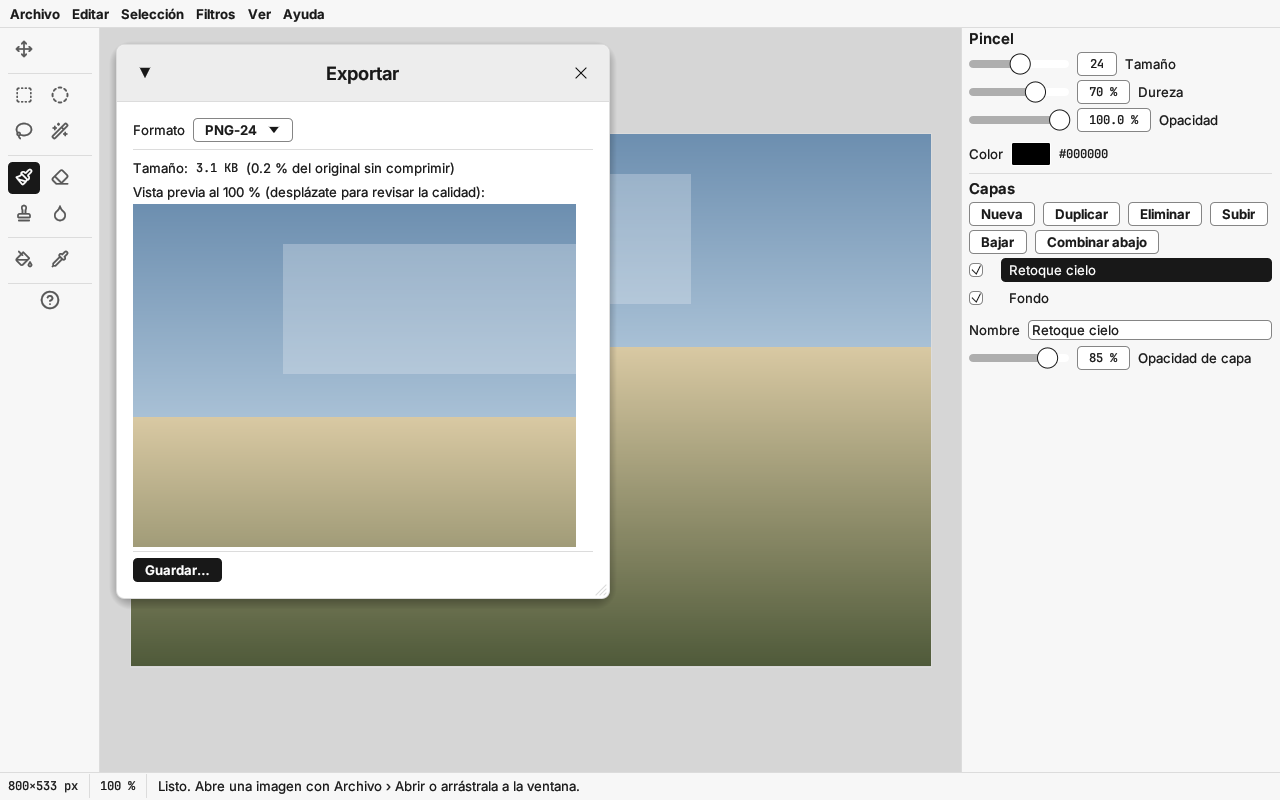 Archivo Editar Selección Filtros Ver Ayuda
Exportar
Formato PNG-24
Tamaño: 3.1 KB (0.2 % del original sin comprimir)
Vista previa al 100 % (desplázate para revisar la calidad):
Guardar...
Pincel
24 Tamaño
70 % Dureza
100.0 % Opacidad
Color #000000
Capas
Nueva Duplicar Eliminar Subir
Bajar Combinar abajo
Retoque cielo
Fondo
Nombre Retoque cielo
85 % Opacidad de capa
800×533 px 100 % Listo. Abre una imagen con Archivo › Abrir o arrástrala a la ventana.